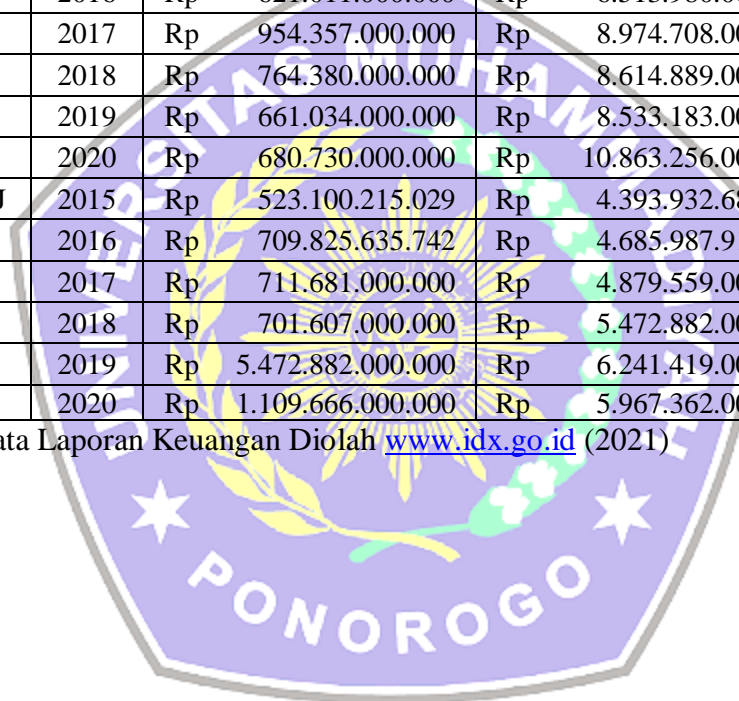 2017 Rp 954.357.000.000 Rp 8.974.708.00
2018 Rp 764.380.000.000 Rp 8.614.889.00
2019 Rp 661.034.000.000 Rp 8.533.183.00
2020 Rp 680.730.000.000 Rp 10.863.256.00
J 2015 Rp 523.100.215.029 Rp 4.393.932.68
2016 Rp 709.825.635.742 Rp 4.685.987.9
2017 Rp 711.681.000.000 Rp 4.879.559.00
2018 Rp 701.607.000.000 Rp 5.472.882.00
2019 Rp 5.472.882.000.000 Rp 6.241.419.00
2020 Rp 1.109.666.000.000 Rp 5.967.362.00
ata Laporan Keuangan Diolah www.idx.go.id (2021)
UNIVERSITAS MUHAMMADIYAH
PONOROGO